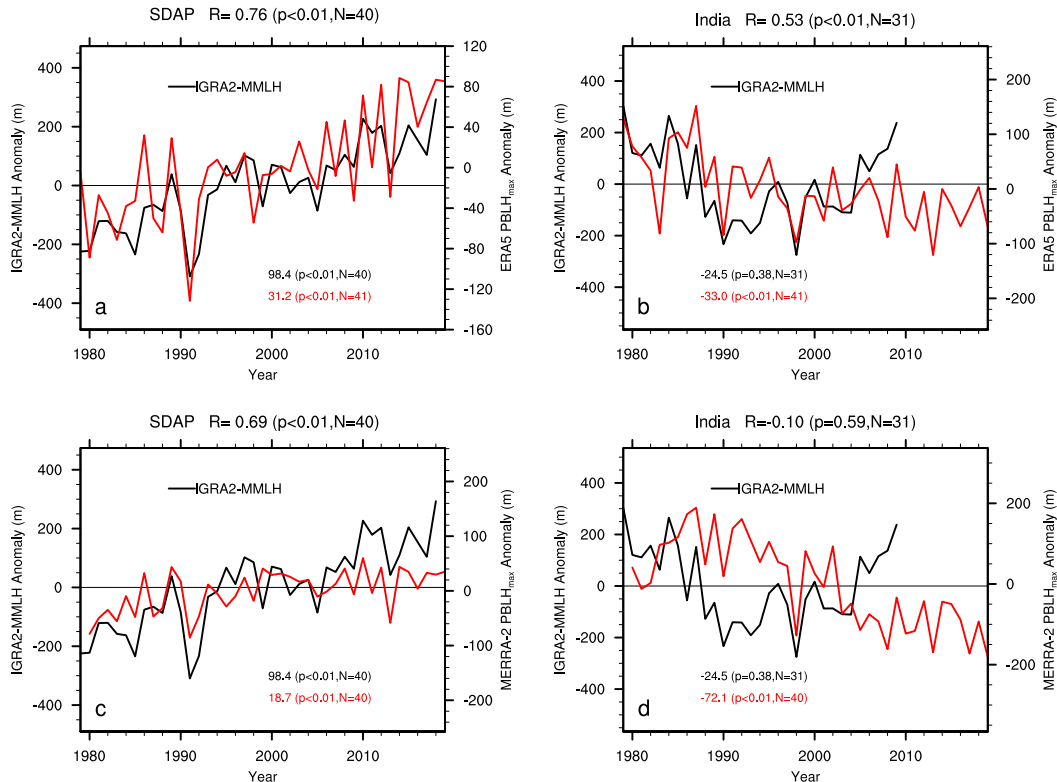 SDAP R= 0.76 (p<0.01,N=40)
IGRA2-MMLH Anomaly (m)
400
200
0
-200
-400
IGRA2-MMLH
98.4 (p<0.01,N=40)
31.2 (p<0.01,N=41)
a
120
80
40
0
-40
-80
-120
-160
ERA5 PBLHmax Anomaly (m)
1980 1990 2000 2010
Year
India R= 0.53 (p<0.01,N=31)
IGRA2-MMLH Anomaly (m)
400
200
0
-200
-400
IGRA2-MMLH
-24.5 (p=0.38,N=31)
-33.0 (p<0.01,N=41)
b
200
100
0
-100
-200
ERA5 PBLHmax Anomaly (m)
1980 1990 2000 2010
Year
SDAP R= 0.69 (p<0.01,N=40)
IGRA2-MMLH Anomaly (m)
400
200
0
-200
-400
IGRA2-MMLH
98.4 (p<0.01,N=40)
18.7 (p<0.01,N=40)
c
200
100
0
-100
-200
MERRA-2 PBLHmax Anomaly (m)
1980 1990 2000 2010
Year
India R=-0.10 (p=0.59,N=31)
IGRA2-MMLH Anomaly (m)
400
200
0
-200
-400
IGRA2-MMLH
-24.5 (p=0.38,N=31)
-72.1 (p<0.01,N=40)
d
200
100
0
-100
-200
MERRA-2 PBLHmax Anomaly (m)
1980 1990 2000 2010
Year